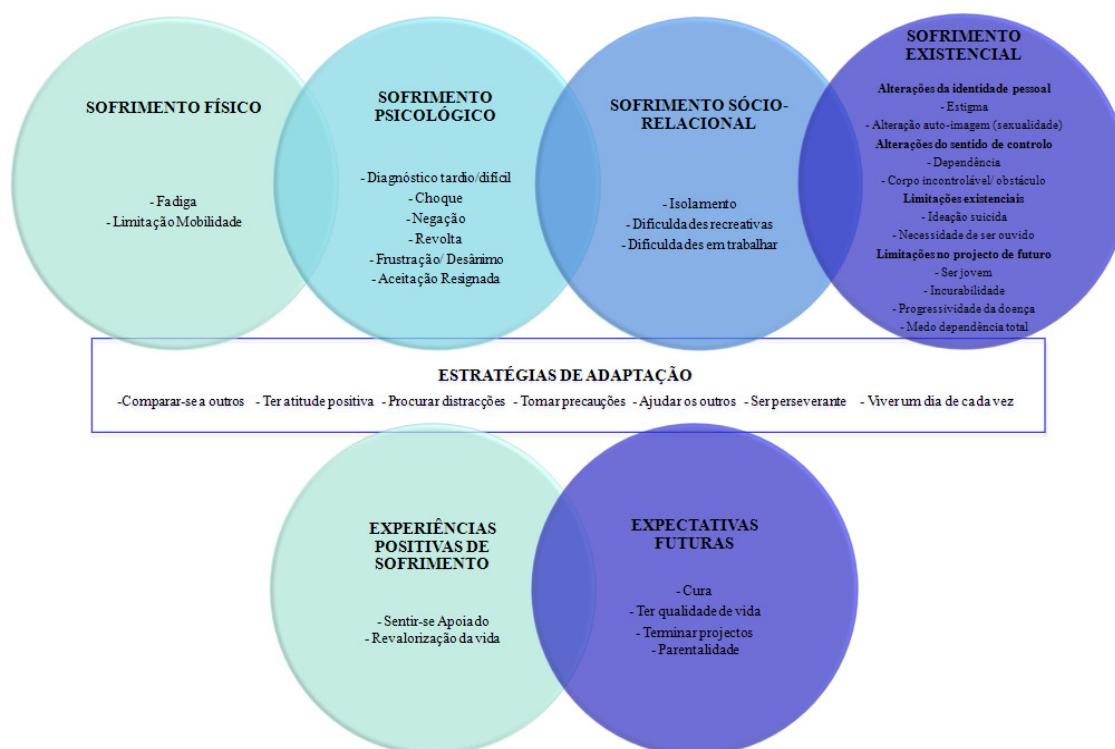 SOFRIMENTO FÍSICO
- Fadiga
- Limitação Mobilidade
SOFRIMENTO
PSICOLÓGICO
- Diagnóstico tardio/difícil
- Choque
- Negação
- Revolta
- Frustração/ Desânimo
- Aceitação Resignada
SOFRIMENTO SÓCIO-
RELACIONAL
- Isolamento
- Dificuldades recreativas
- Dificuldades em trabalhar
SOFRIMENTO
EXISTENCIAL
Alterações da identidade pessoal
- Estigma
- Alteração auto-imagem (sexualidade)
Alterações do sentido de controlo
- Dependência
- Corpo incontrolável/ obstáculo
Limitações existenciais
- Ideação suicida
- Necessidade de ser ouvido
Limitações no projecto de futuro
- Ser jovem
- Incurabilidade
- Progressividade da doença
- Medo dependência total
ESTRATÉGIAS DE ADAPTAÇÃO
-Comparar-se a outros - Ter atitude positiva - Procurar distracções - Tomar precauções - Ajudar os outros - Ser perseverante - Viver um dia de cada vez
EXPERIÊNCIAS
POSITIVAS DE
SOFRIMENTO
- Sentir-se Apoiado
- Revalorização da vida
EXPECTATIVAS
FUTURAS
- Cura
- Ter qualidade de vida
- Terminar projectos
- Parentalidade